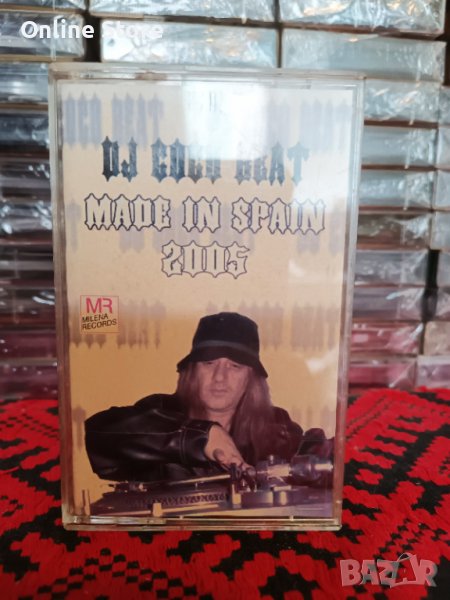 Online Store
DJ COCO BEAT
MADE IN SPAIN
2005
MR
MILENA
RECORDS
BAZAR